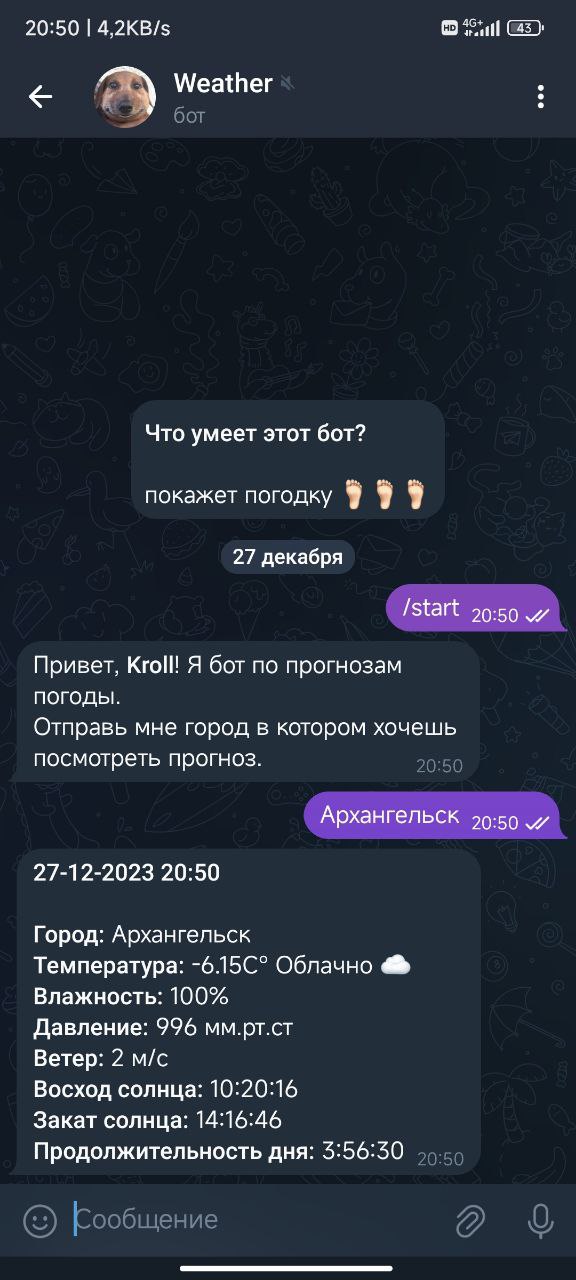 20:50 | 4,2KB/s
HD 4G+ 43
Weather
бот
Что умеет этот бот?
покажет погодку 🦶🏻 🦶🏻 🦶🏻
27 декабря
/start 20:50
Привет, Kroll! Я бот по прогнозам
погоды.
Отправь мне город в котором хочешь
посмотреть прогноз.
20:50
Архангельск 20:50
27-12-2023 20:50
Город: Архангельск
Температура: -6.15C° Облачно ☁️
Влажность: 100%
Давление: 996 мм.рт.ст
Ветер: 2 м/с
Восход солнца: 10:20:16
Закат солнца: 14:16:46
Продолжительность дня: 3:56:30 20:50
Сообщение